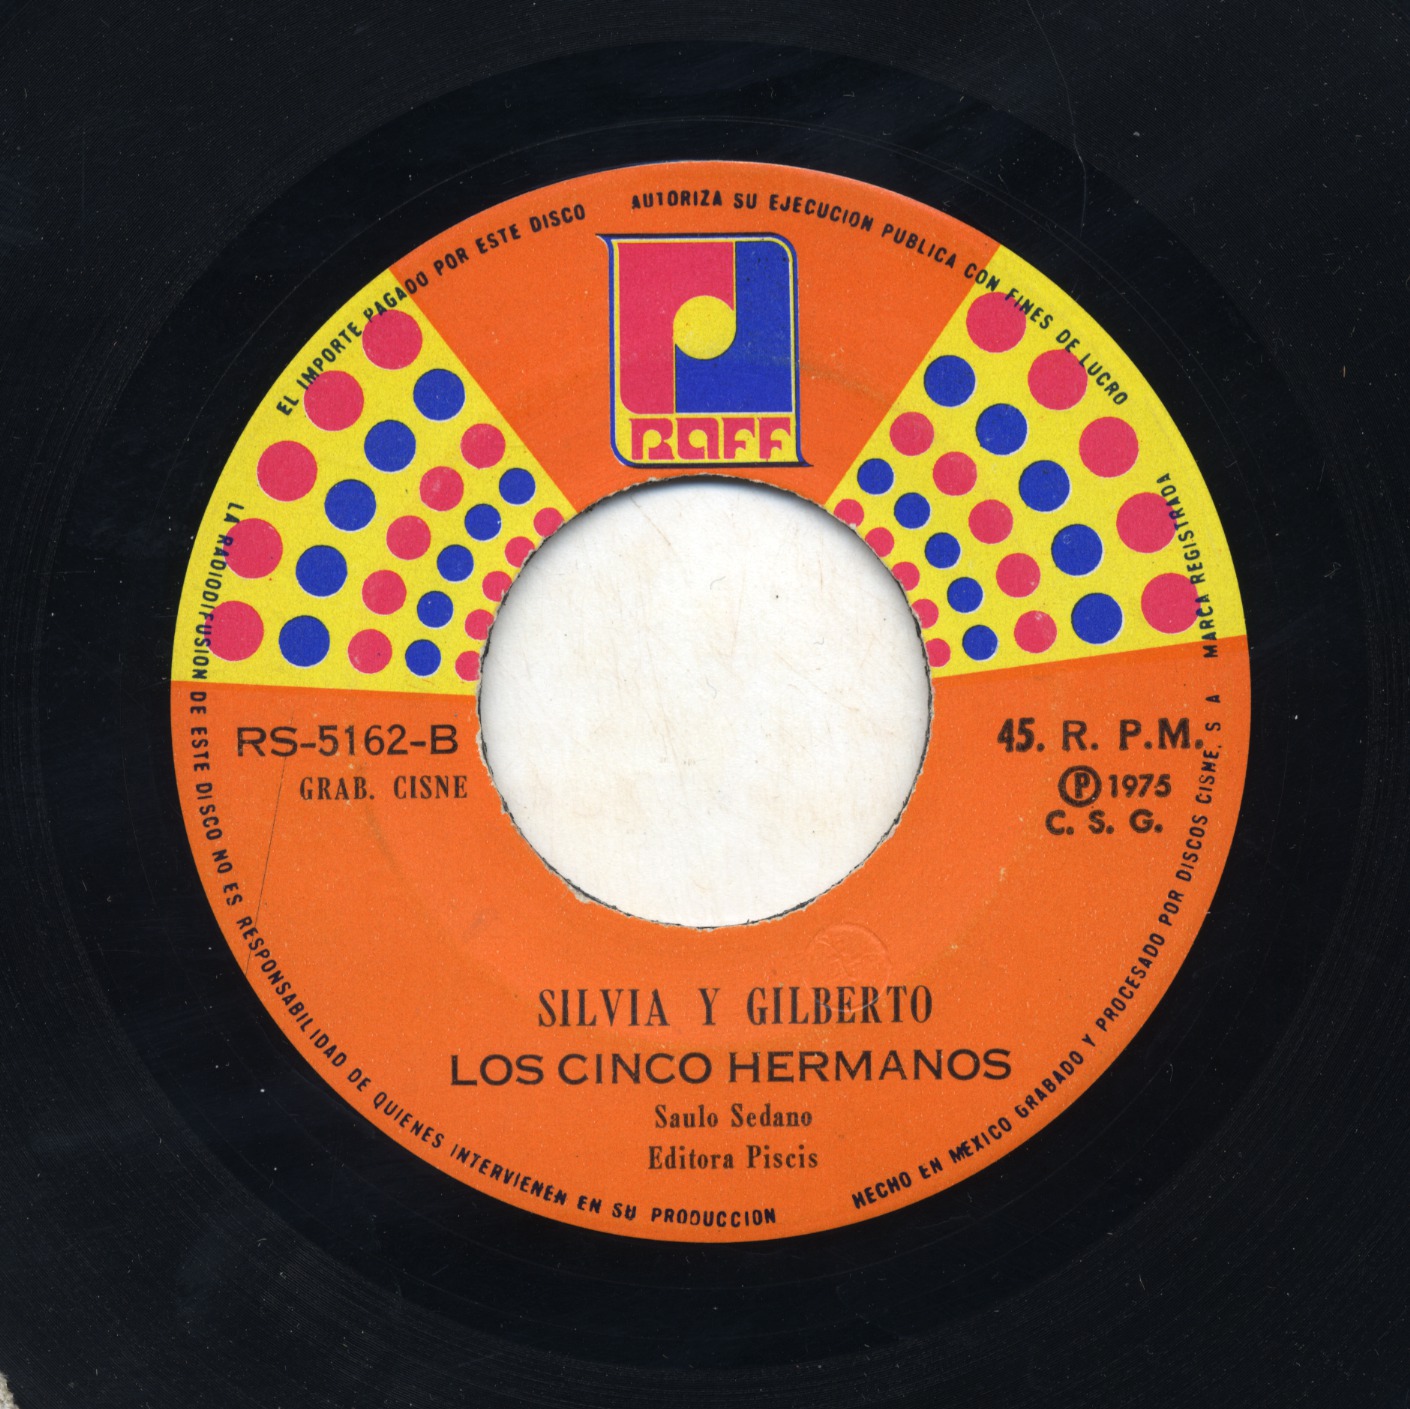 EL IMPORTE PAGADO POR ESTE DISCO AUTORIZA SU EJECUCION PUBLICA CON FINES DE LUCRO
RAFF
RS-5162-B
GRAB. CISNE
45. R. P.M.
Ⓟ1975
C. S. G.
SILVIA Y GILBERTO
LOS CINCO HERMANOS
Saulo Sedano
Editora Piscis
LA RADIODIFUSION DE ESTE DISCO NO ES RESPONSABILIDAD DE QUIENES INTERVIENEN EN SU PRODUCCION
HECHO EN MEXICO GRABADO Y PROCESADO POR DISCOS CISNE, S A MARCA REGISTRADA